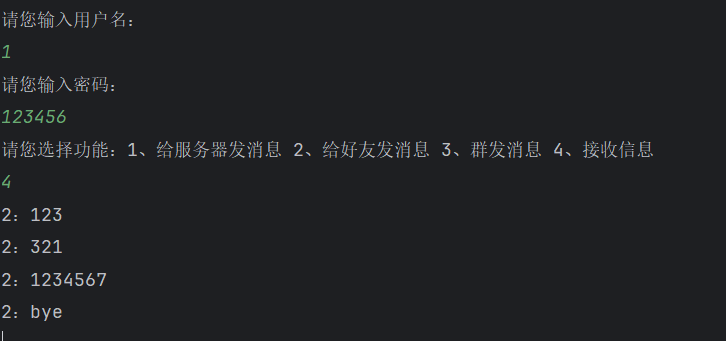 请您输入用户名：
1
请您输入密码：
123456
请您选择功能：1、给服务器发消息 2、给好友发消息 3、群发消息 4、接收信息
4
2：123
2：321
2：1234567
2：bye